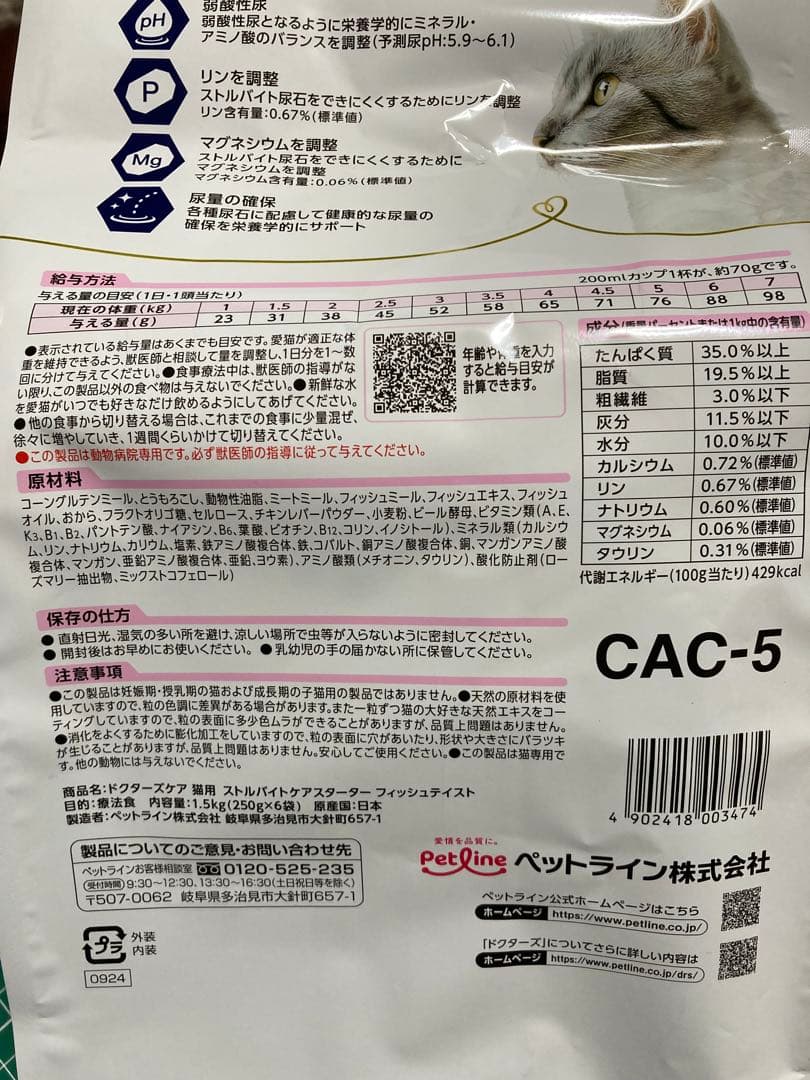 弱酸性尿
pH
弱酸性尿となるように栄養学的にミネラル・
アミノ酸のバランスを調整(予測尿pH:5.9~6.1)
リンを調整
P
ストルバイト尿石をできにくくするためにリンを調整
リン含有量:0.67%(標準値)
マグネシウムを調整
Mg
ストルバイト尿石をできにくくするために
マグネシウムを調整
マグネシウム含有量:0.06%(標準値)
尿量の確保
各種尿石に配慮して健康的な尿量の
確保を栄養学的にサポート
給与方法
200mlカップ1杯が、約70gです。
与える量の目安(1日・1頭当たり)
現在の体重(kg) 1 1.5 2 2.5 3 3.5 4 4.5 5 6 7
与える量(g) 23 31 38 45 52 58 65 71 76 88 98
●表示されている給与量はあくまでも目安です。愛猫が適正な体
重を維持できるよう、獣医師と相談して量を調整し、1日分を1~数
回に分けて与えてください。●食事療法中は、獣医師の指導がな
い限り、この製品以外の食べ物は与えないでください。●新鮮な水
を愛猫がいつでも好きなだけ飲めるようにしてあげてください。
●他の食事から切り替える場合は、これまでの食事に少量混ぜ、
徐々に増やしていき、1週間くらいかけて切り替えてください。
●この製品は動物病院専用です。必ず獣医師の指導に従って与えてください。
年齢や体重を入力
すると給与目安が
計算できます。
成分(重量パーセントまたは1kg中の含有量)
たんぱく質 35.0%以上
脂質 19.5%以上
粗繊維 3.0%以下
灰分 11.5%以下
水分 10.0%以下
カルシウム 0.72%(標準値)
リン 0.67%(標準値)
ナトリウム 0.60%(標準値)
マグネシウム 0.06%(標準値)
タウリン 0.31%(標準値)
代謝エネルギー(100g当たり)429kcal
原材料
コーングルテンミール、とうもろこし、動物性油脂、ミートミール、フィッシュミール、フィッシュエキス、フィッシュ
オイル、おから、フラクトオリゴ糖、セルロース、チキンレバーパウダー、小麦粉、ビール酵母、ビタミン類(A、E、
K3、B1、B2、パントテン酸、ナイアシン、B6、葉酸、ビオチン、B12、コリン、イノシトール)、ミネラル類(カルシウ
ム、リン、ナトリウム、カリウム、塩素、鉄アミノ酸複合体、鉄、コバルト、銅アミノ酸複合体、銅、マンガンアミノ酸
複合体、マンガン、亜鉛アミノ酸複合体、亜鉛、ヨウ素)、アミノ酸類(メチオニン、タウリン)、酸化防止剤(ロー
ズマリー抽出物、ミックストコフェロール)
保存の仕方
●直射日光、湿気の多い所を避け、涼しい場所で虫等が入らないように密封してください。
●開封後はお早めにお使いください。●乳幼児の手の届かない所に保管してください。
注意事項
●この製品は妊娠期・授乳期の猫および成長期の子猫用の製品ではありません。●天然の原材料を使
用していますので、粒の色調に差異がある場合があります。また一粒ずつ猫の大好きな天然エキスをコー
ティングしていますので、粒の表面に多少色ムラができることがありますが、品質上問題はありません。
●消化をよくするために膨化加工をしていますので、粒の表面に穴があいたり、形状や大きさにバラツキ
が生じることがありますが、品質上問題はありません。安心してご使用ください。●この製品は猫専用で
す。他の動物には与えないでください。
CAC-5
商品名:ドクターズケア 猫用 ストルバイトケアスターター フィッシュテイスト
目的:療法食 内容量:1.5kg(250g×6袋) 原産国:日本
製造者:ペットライン株式会社 岐阜県多治見市大針町657-1
4 902418 003474
製品についてのご意見・お問い合わせ先
ペットラインお客様相談室 0120-525-235
受付時間 9:30~12:30、13:30~16:30(土日祝日等を除く)
〒507-0062 岐阜県多治見市大針町657-1
愛情を品質に。
Petline ペットライン株式会社
ペットライン公式ホームページはこちら
ホームページ https://www.petline.co.jp/
「ドクターズ」についてさらに詳しい内容は
ホームページ https://www.petline.co.jp/drs/
プラ
外装
内装
0924